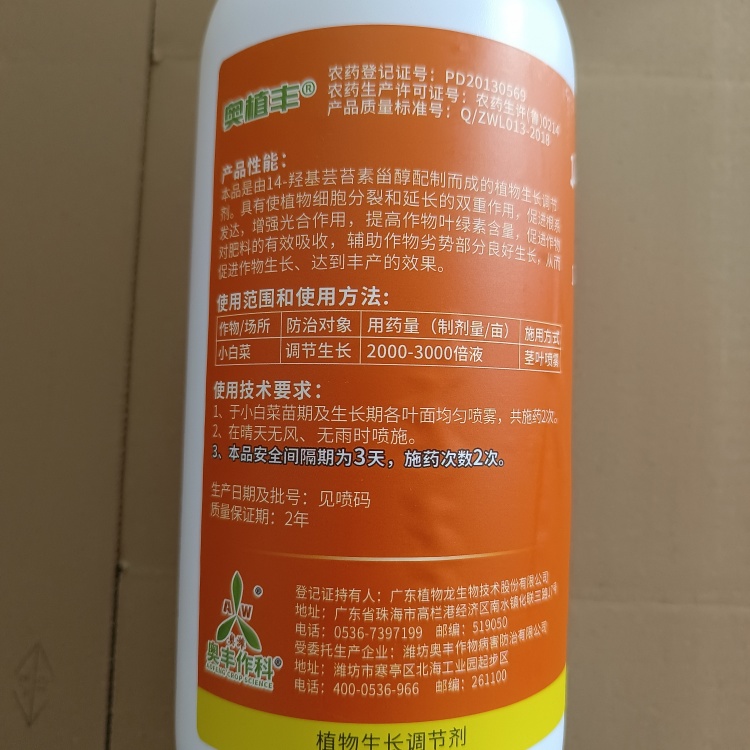 奥植丰®
农药登记证号：PD20130569
农药生产许可证号：农药生许(鲁)0214
产品质量标准号：Q/ZWL013-2018
产品性能：
本品是由14-羟基芸苔素甾醇配制而成的植物生长调节
剂。具有使植物细胞分裂和延长的双重作用，促进根系
发达，增强光合作用，提高作物叶绿素含量，促进作物
对肥料的有效吸收，辅助作物劣势部分良好生长，从而
促进作物生长、达到丰产的效果。
使用范围和使用方法：
作物/场所 防治对象 用药量（制剂量/亩） 施用方式
小白菜 调节生长 2000-3000倍液 茎叶喷雾
使用技术要求：
1、于小白菜苗期及生长期各叶面均匀喷雾，共施药2次。
2、在晴天无风、无雨时喷施。
3、本品安全间隔期为3天，施药次数2次。
生产日期及批号：见喷码
质量保证期：2年
登记证持有人：广东植物龙生物技术股份有限公司
地址：广东省珠海市高栏港经济区南水镇化联三路17号
电话：0536-7397199 邮编：519050
受委托生产企业：潍坊奥丰作物病害防治有限公司
地址：潍坊市寒亭区北海工业园起步区
电话：400-0536-966 邮编：261100
AW
奥丰作科®
CROP SCIENCE
植物生长调节剂